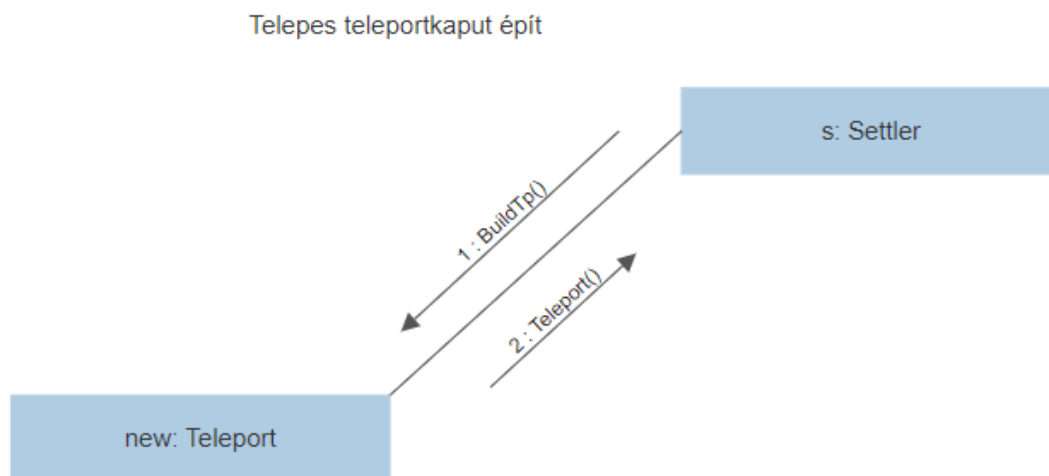 Telepes teleportkaput épít
s: Settler
1 : BuildTp()
2 : Teleport()
new: Teleport